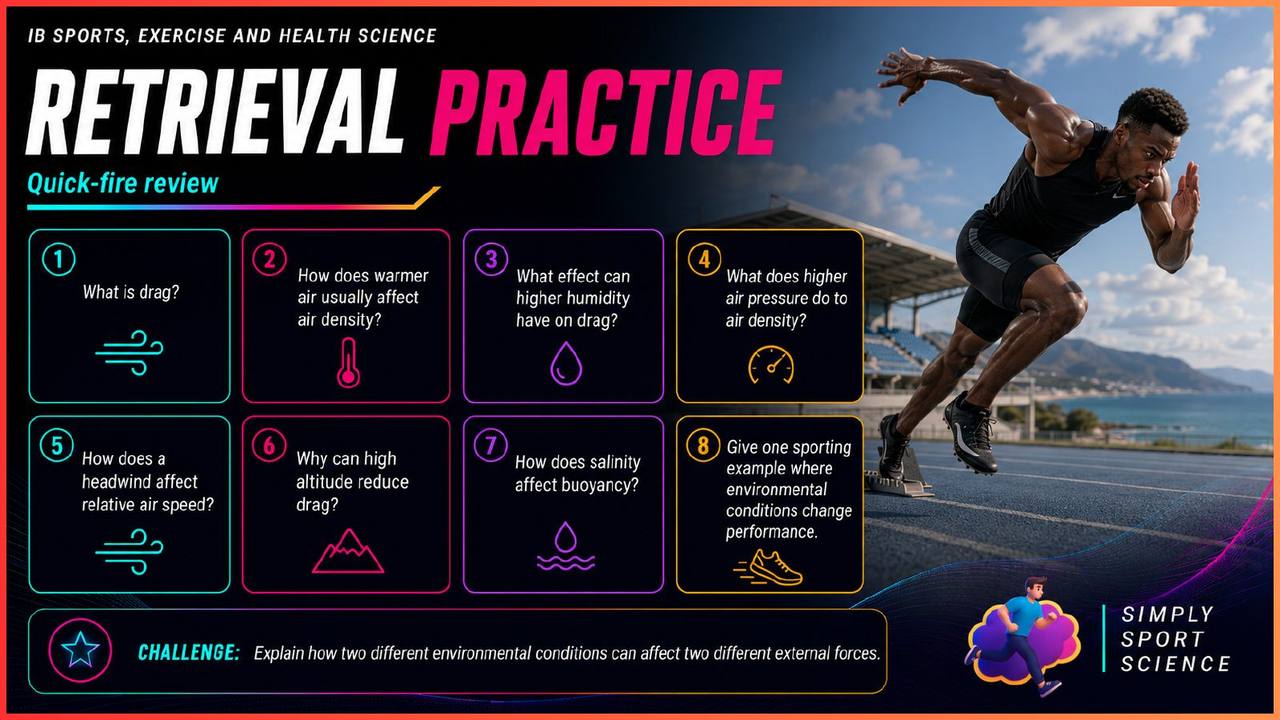 IB SPORTS, EXERCISE AND HEALTH SCIENCE
RETRIEVAL PRACTICE
Quick-fire review
1
What is drag?
2
How does warmer
air usually affect
air density?
3
What effect can
higher humidity
have on drag?
4
What does higher
air pressure do to
air density?
5
How does a
headwind affect
relative air speed?
6
Why can high
altitude reduce
drag?
7
How does salinity
affect buoyancy?
8
Give one sporting
example where
environmental
conditions change
performance.
CHALLENGE: Explain how two different environmental conditions can affect two different external forces.
SIMPLY
SPORT
SCIENCE